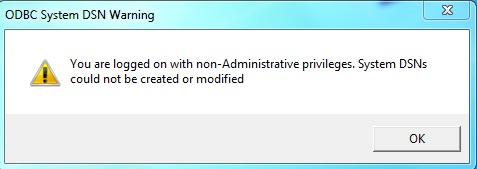 ODBC System DSN Warning
You are logged on with non-Administrative privileges. System DSNs
could not be created or modified
OK